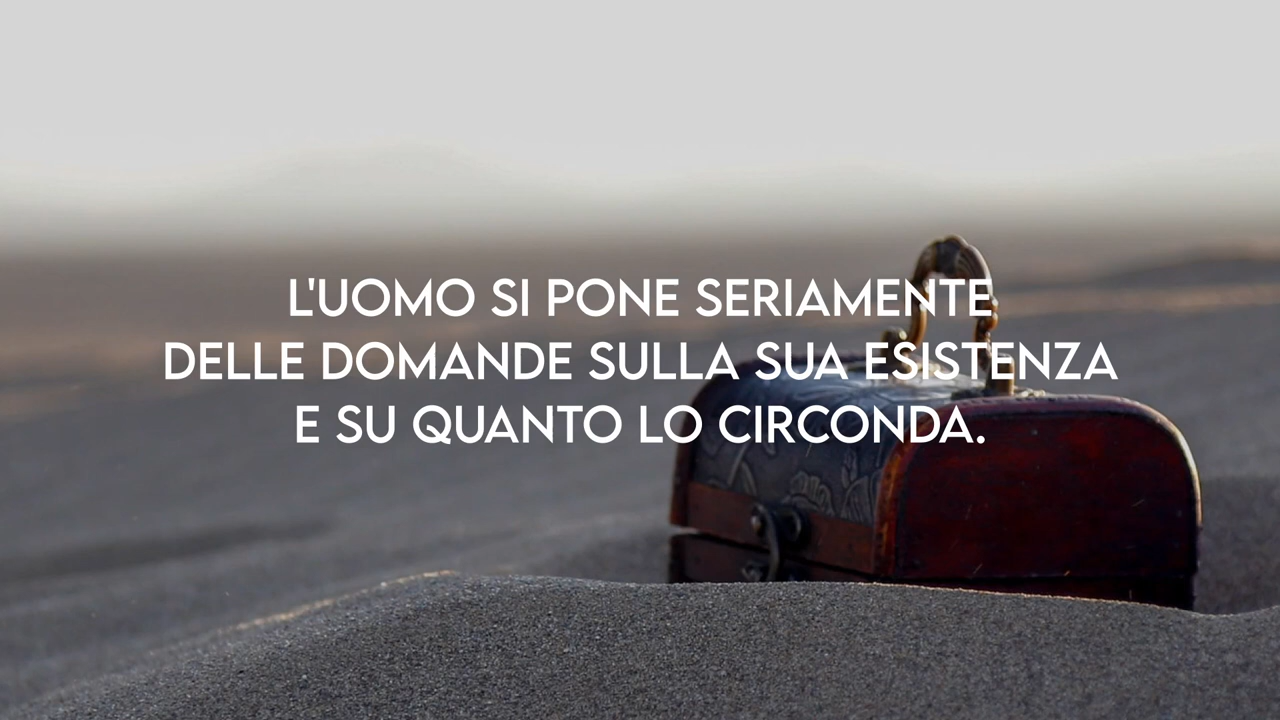 L'UOMO SI PONE SERIAMENTE
DELLE DOMANDE SULLA SUA ESISTENZA
E SU QUANTO LO CIRCONDA.